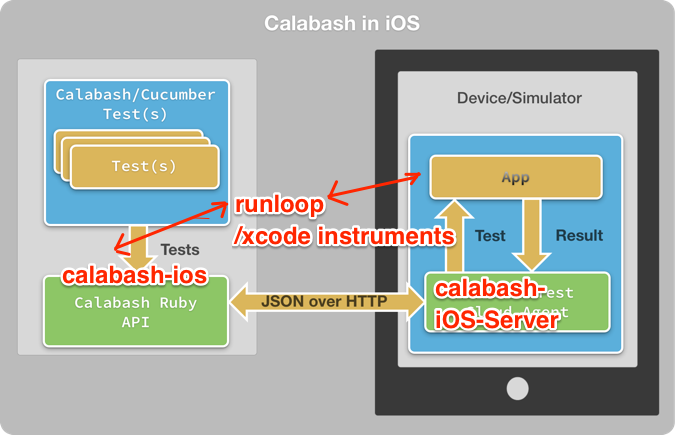 Calabash in iOS
Calabash/Cucumber
Test(s)
Test(s)
Tests
calabash-ios
Calabash Ruby
API
runloop
/xcode instruments
JSON over HTTP
Device/Simulator
App
Test
Result
calabash-
iOS-Server